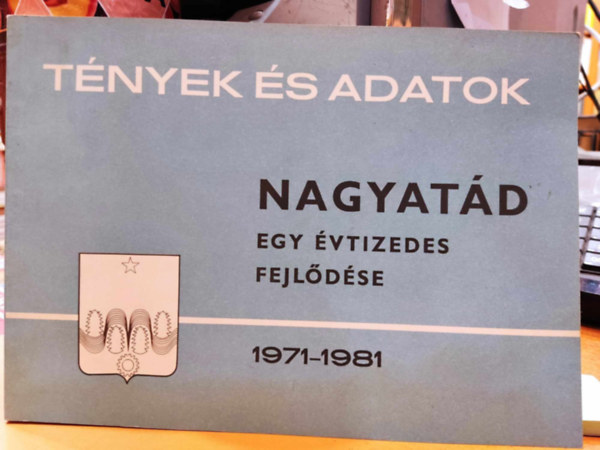 TÉNYEK ÉS ADATOK
NAGYATÁD
EGY ÉVTIZEDES
FEJLŐDÉSE
1971-1981